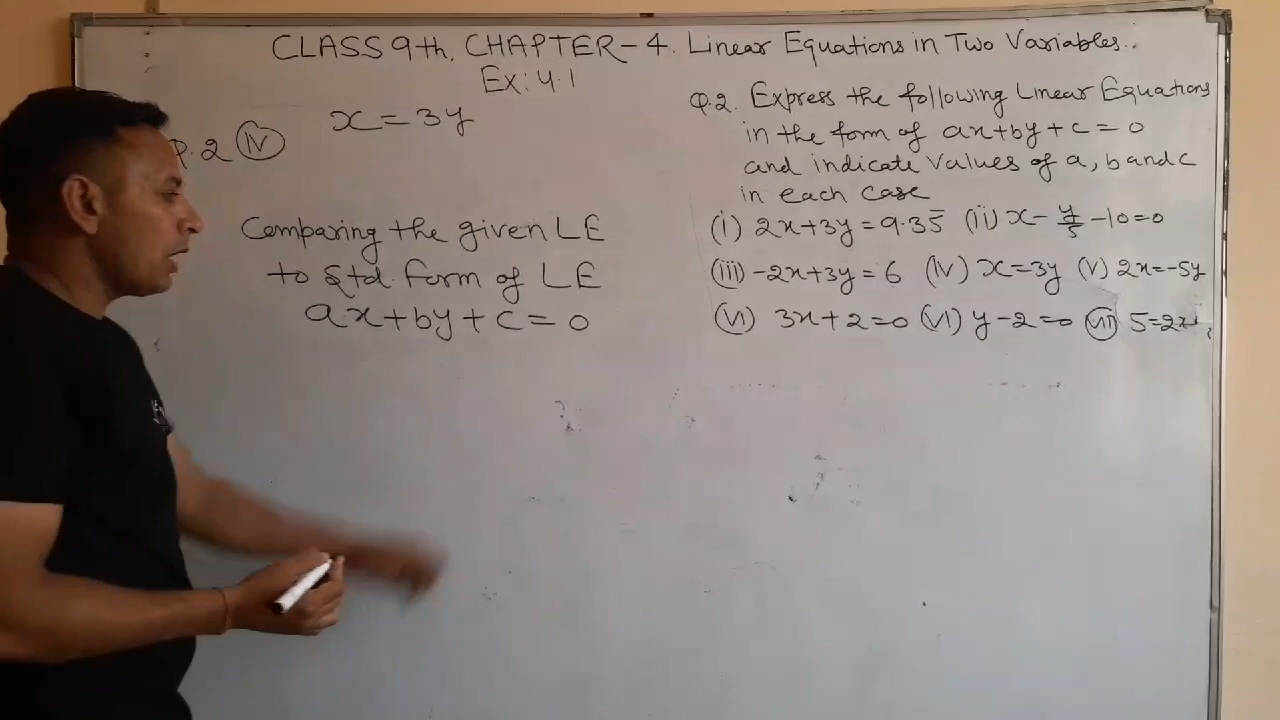 CLASS 9th, CHAPTER-4. Linear Equations in Two Variables..
Ex: 4.1
x = 3y
P.2 (IV)
Comparing the given LE
to Std. form of LE
ax + by + c = 0
Q.2. Express the following Linear Equations
in the form of ax + by + c = 0
and indicate values of a, b and c
in each case
(i) 2x + 3y = 9.35̅ (ii) x - y/5 - 10 = 0
(iii) -2x + 3y = 6 (IV) x = 3y (V) 2x = -5y
(VI) 3x + 2 = 0 (VI) y - 2 = 0 (VII) 5 = 2x